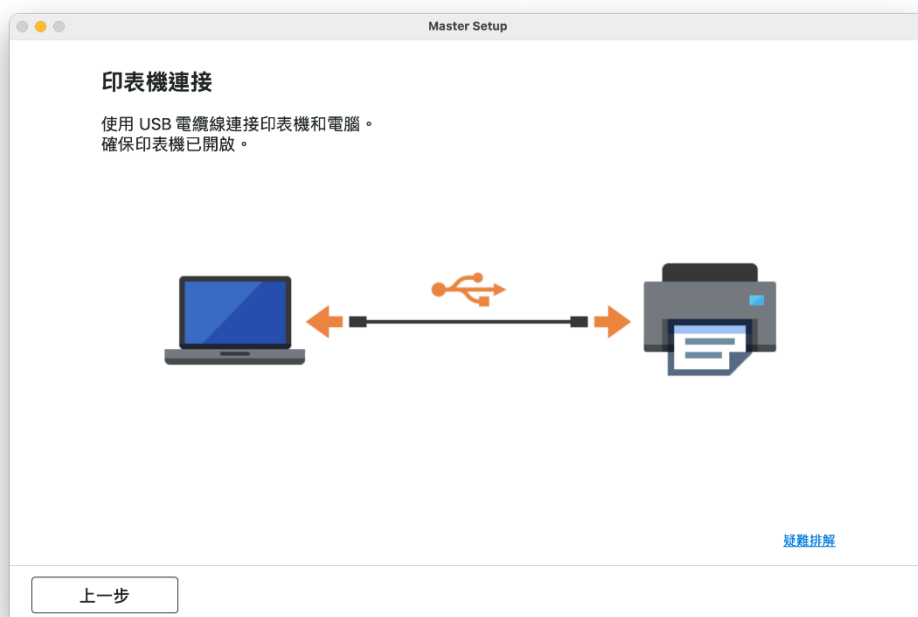 Master Setup
印表機連接
使用 USB 電纜線連接印表機和電腦。
確保印表機已開啟。
疑難排解
上一步